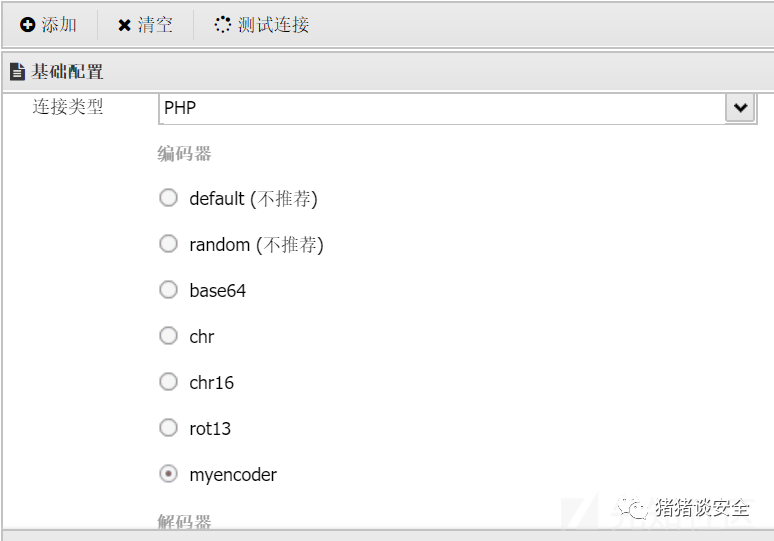 添加 清空 测试连接
基础配置
连接类型 PHP
编码器
default (不推荐)
random (不推荐)
base64
chr
chr16
rot13
myencoder
解码器
猪猪谈安全